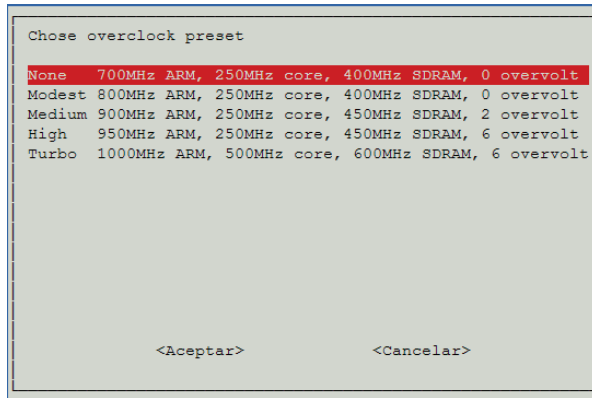 Chose overclock preset
None 700MHz ARM, 250MHz core, 400MHz SDRAM, 0 overvolt
Modest 800MHz ARM, 250MHz core, 400MHz SDRAM, 0 overvolt
Medium 900MHz ARM, 250MHz core, 450MHz SDRAM, 2 overvolt
High 950MHz ARM, 250MHz core, 450MHz SDRAM, 6 overvolt
Turbo 1000MHz ARM, 500MHz core, 600MHz SDRAM, 6 overvolt
<Aceptar> <Cancelar>